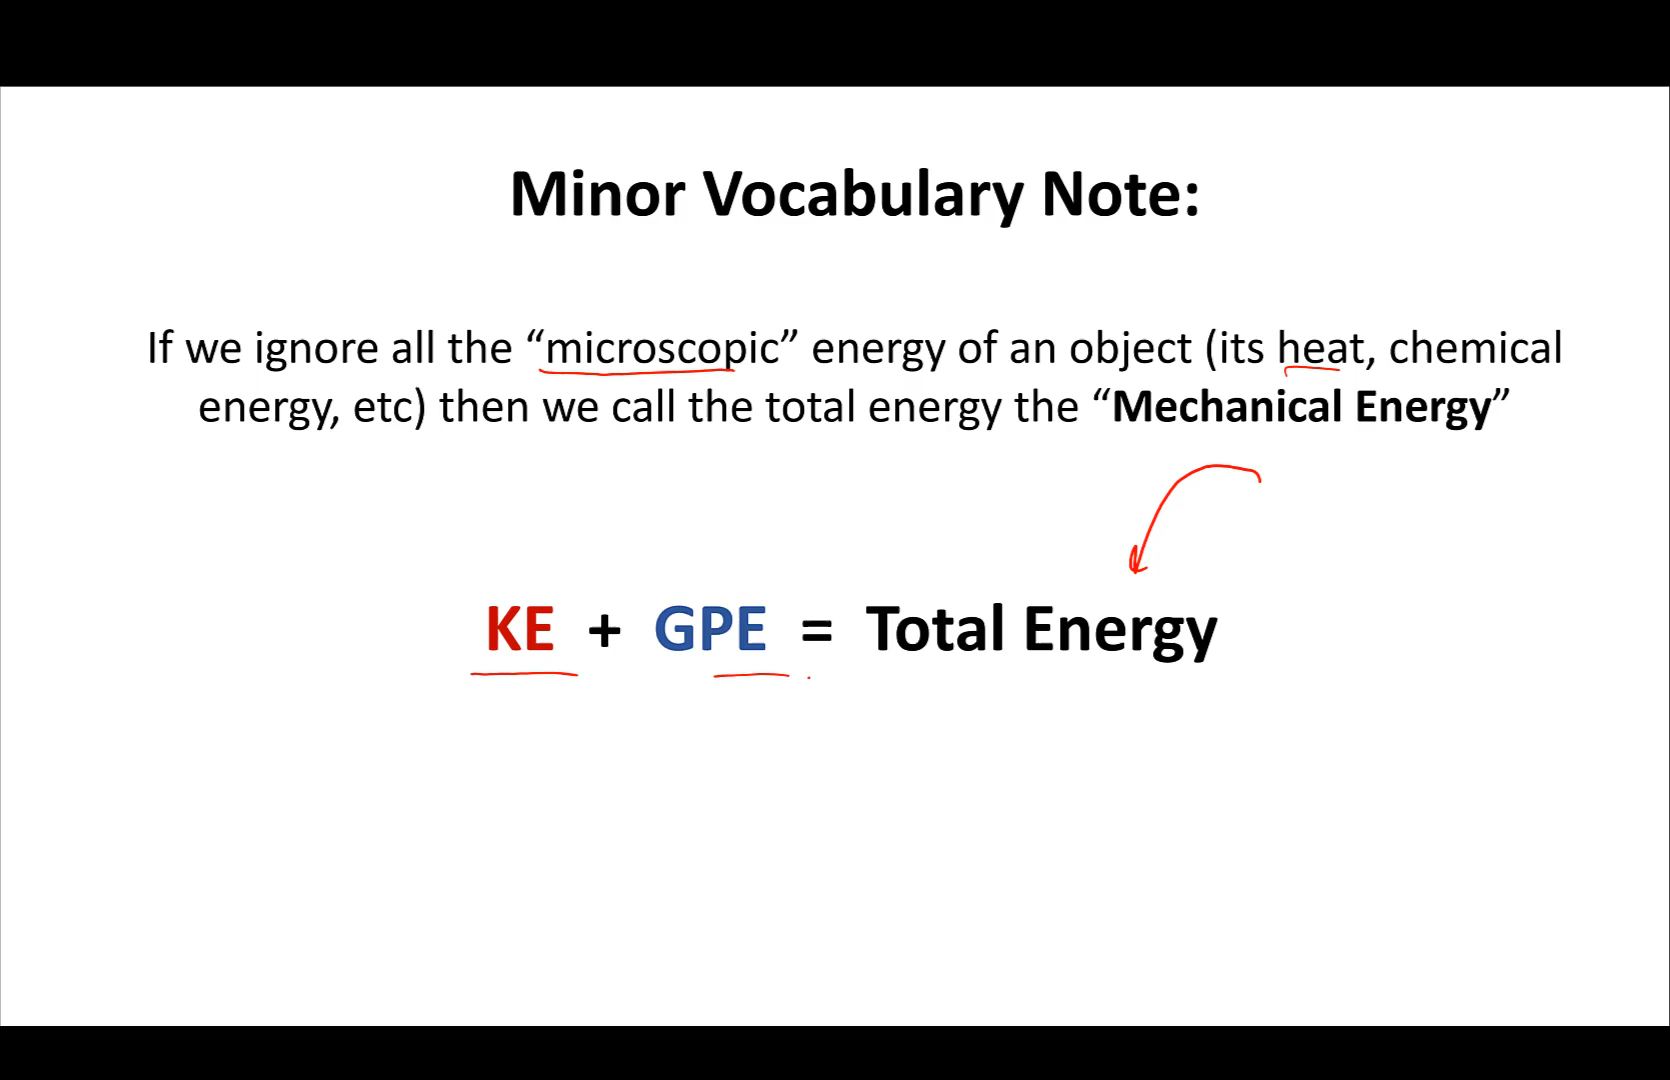 Minor Vocabulary Note:
If we ignore all the “microscopic” energy of an object (its heat, chemical
energy, etc) then we call the total energy the “Mechanical Energy”
KE + GPE = Total Energy